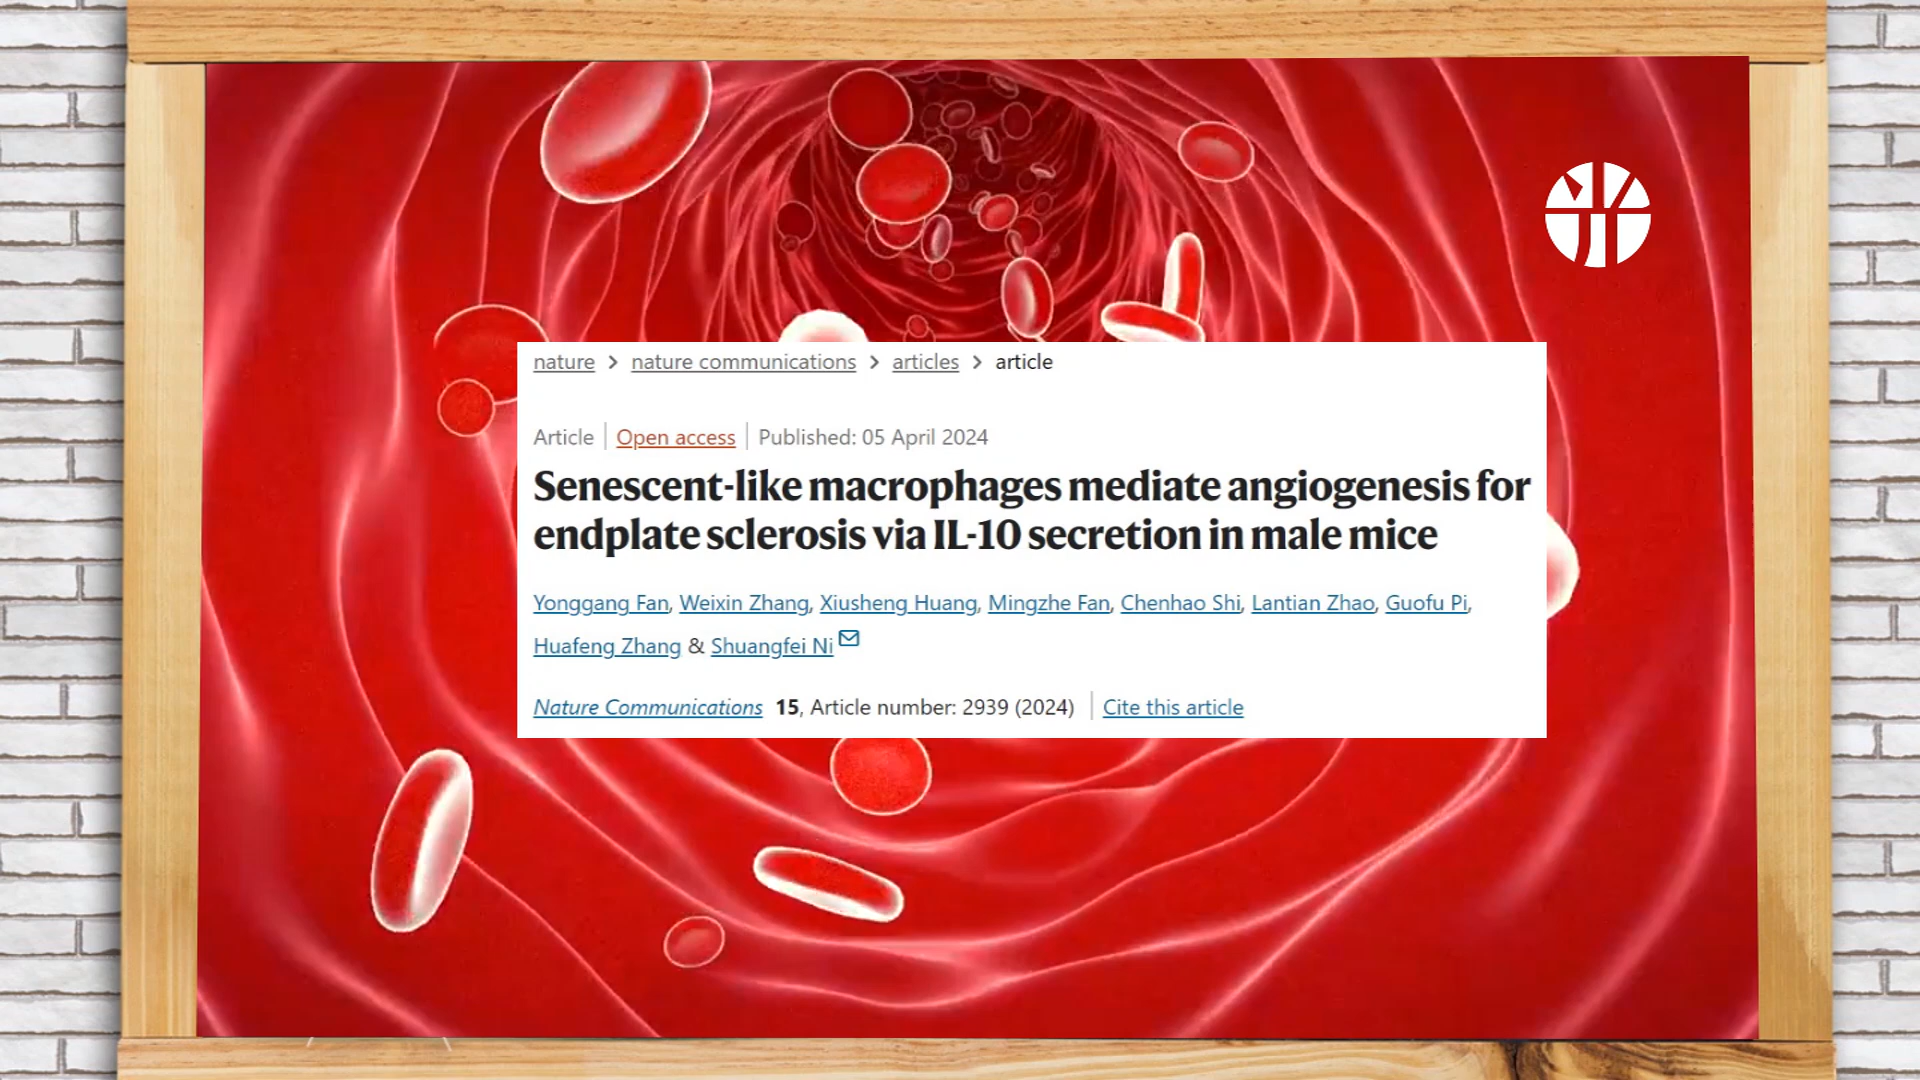 nature > nature communications > articles > article
Article | Open access | Published: 05 April 2024
Senescent-like macrophages mediate angiogenesis for
endplate sclerosis via IL-10 secretion in male mice
Yonggang Fan, Weixin Zhang, Xiusheng Huang, Mingzhe Fan, Chenhao Shi, Lantian Zhao, Guofu Pi,
Huafeng Zhang & Shuangfei Ni
Nature Communications 15, Article number: 2939 (2024) | Cite this article